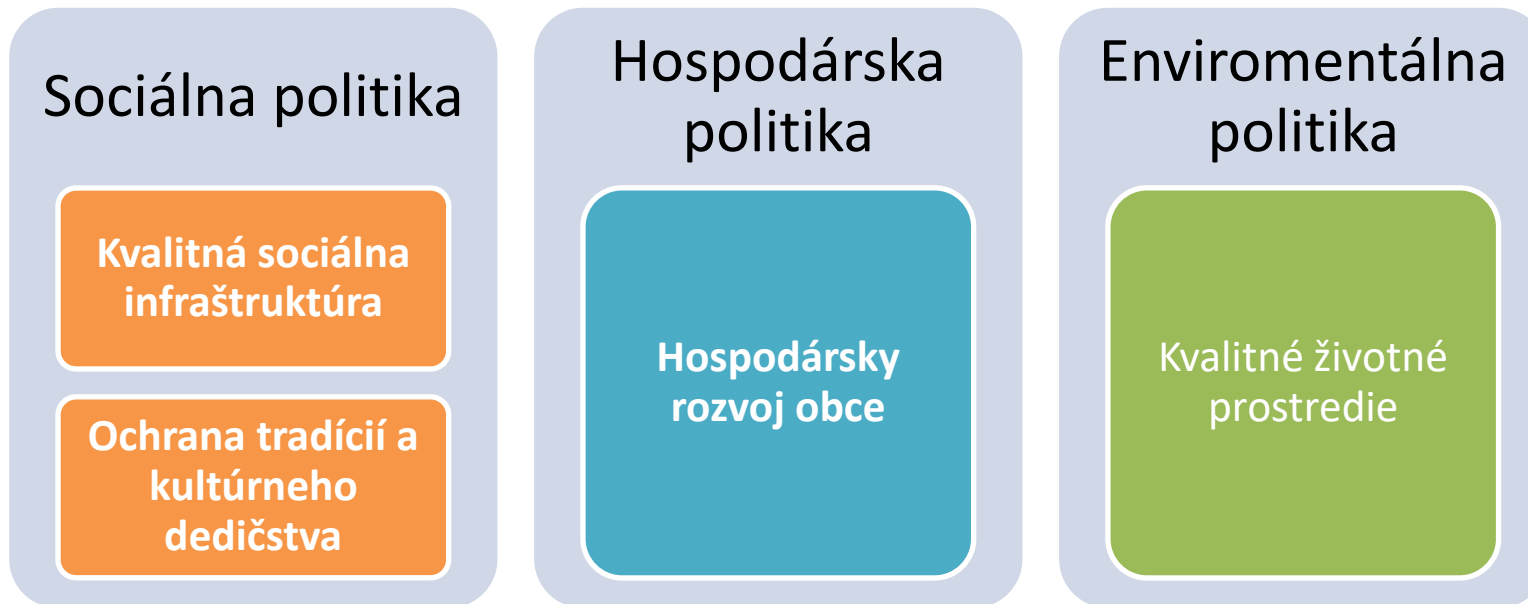 Sociálna politika
Kvalitná sociálna
infraštruktúra
Ochrana tradícií a
kultúrneho
dedičstva
Hospodárska
politika
Hospodársky
rozvoj obce
Enviromentálna
politika
Kvalitné životné
prostredie